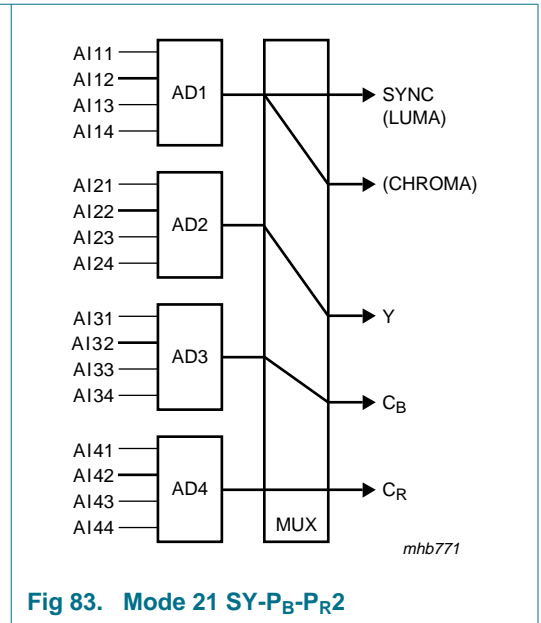 AI11
AI12
AI13
AI14
AD1
SYNC
(LUMA)
(CHROMA)
AI21
AI22
AI23
AI24
AD2
Y
AI31
AI32
AI33
AI34
AD3
CB
AI41
AI42
AI43
AI44
AD4
CR
MUX
mhb771
Fig 83. Mode 21 SY-PB-PR2